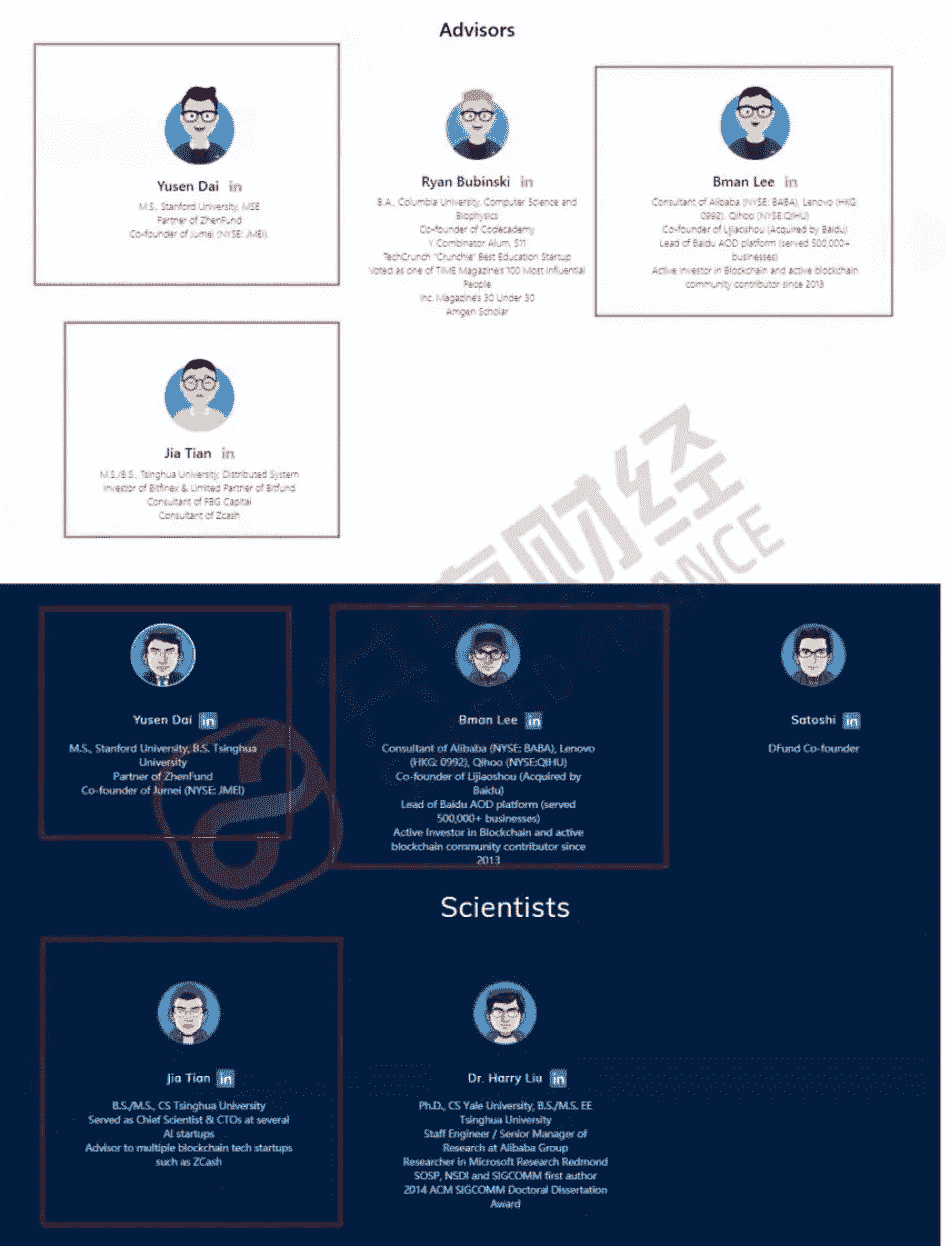 Advisors
Yusen Dai in
M.S., Stanford University, MSE
Partner of ZhenFund
Co-founder of Jumei (NYSE: JMEI).
Ryan Bubinski in
B.A., Columbia University, Computer Science and
Biophysics
Co-founder of Codecademy
Y Combinator Alum, S11
TechCrunch "Crunchie" Best Education Startup
Voted as one of TIME Magazine's 100 Most Influential
People
Inc. Magazine's 30 Under 30
Amgen Scholar
Bman Lee in
Consultant of Alibaba (NYSE: BABA), Lenovo (HKG:
0992), Qihoo (NYSE:QIHU)
Co-founder of Lijiaoshou (Acquired by Baidu)
Lead of Baidu AOD platform (served 500,000+
businesses)
Active Investor in Blockchain and active blockchain
community contributor since 2013
Jia Tian in
M.S./B.S., Tsinghua University, Distributed System
Investor of Bitfinex & Limited Partner of Bitfund
Consultant of FBG Capital
Consultant of Zcash
财经
Yusen Dai in
M.S., Stanford University, B.S. Tsinghua
University
Partner of ZhenFund
Co-founder of Jumei (NYSE: JMEI)
Bman Lee in
Consultant of Alibaba (NYSE: BABA), Lenovo
(HKG: 0992), Qihoo (NYSE:QIHU)
Co-founder of Lijiaoshou (Acquired by
Baidu)
Lead of Baidu AOD platform (served
500,000+ businesses)
Active Investor in Blockchain and active
blockchain community contributor since
2013
Satoshi in
DFund Co-founder
Scientists
Jia Tian in
B.S./M.S., CS Tsinghua University
Served as Chief Scientist & CTOs at several
AI startups
Advisor to multiple blockchain tech startups
such as ZCash
Dr. Harry Liu in
Ph.D., CS Yale University, B.S./M.S. EE
Tsinghua University
Staff Engineer / Senior Manager of
Research at Alibaba Group
Researcher in Microsoft Research Redmond
SOSP, NSDI and SIGCOMM first author
2014 ACM SIGCOMM Doctoral Dissertation
Award